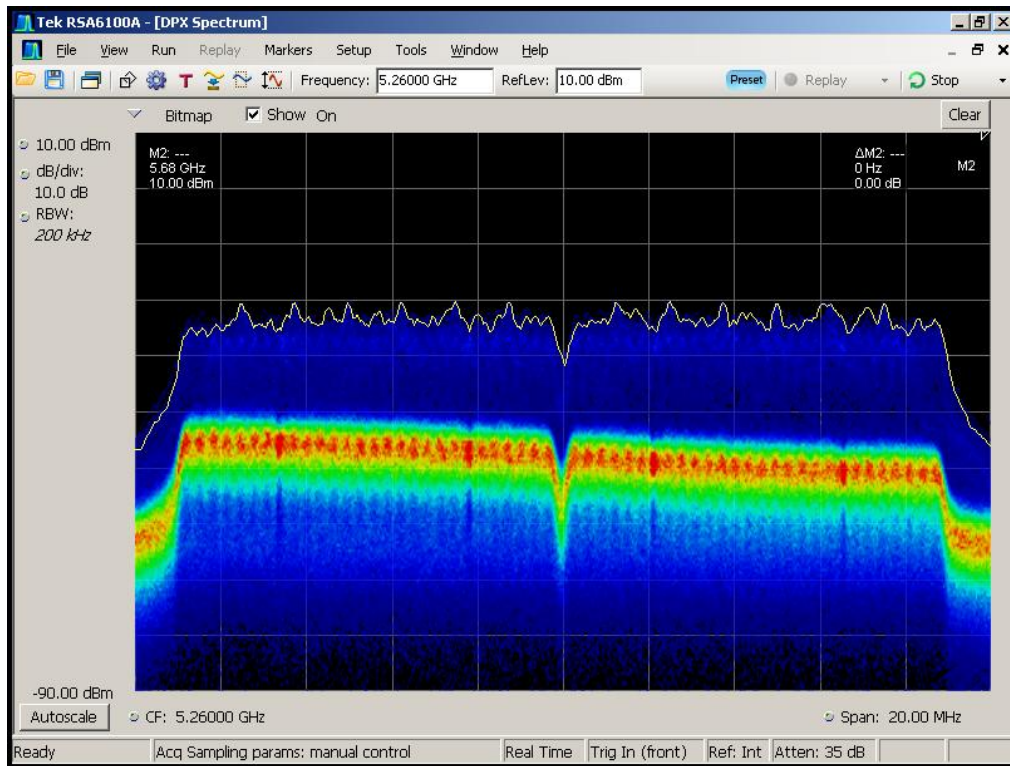 Tek RSA6100A - [DPX Spectrum]
File View Run Replay Markers Setup Tools Window Help
Frequency: 5.26000 GHz RefLev: 10.00 dBm Preset Replay Stop
Bitmap Show On Clear
10.00 dBm
dB/div:
10.0 dB
RBW:
200 kHz
M2: ---
5.68 GHz
10.00 dBm
ΔM2: ---
0 Hz
0.00 dB
M2
-90.00 dBm
Autoscale CF: 5.26000 GHz Span: 20.00 MHz
Ready Acq Sampling params: manual control Real Time Trig In (front) Ref: Int Atten: 35 dB